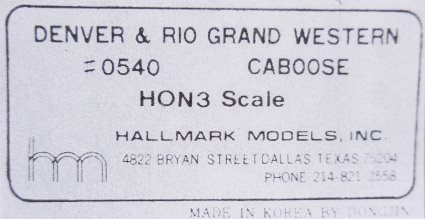 DENVER & RIO GRAND WESTERN
#0540 CABOOSE
HON3 Scale
HALLMARK MODELS, INC.
4822 BRYAN STREET DALLAS TEXAS 75204
PHONE 214-821-2558
MADE IN KOREA BY DONGJIN